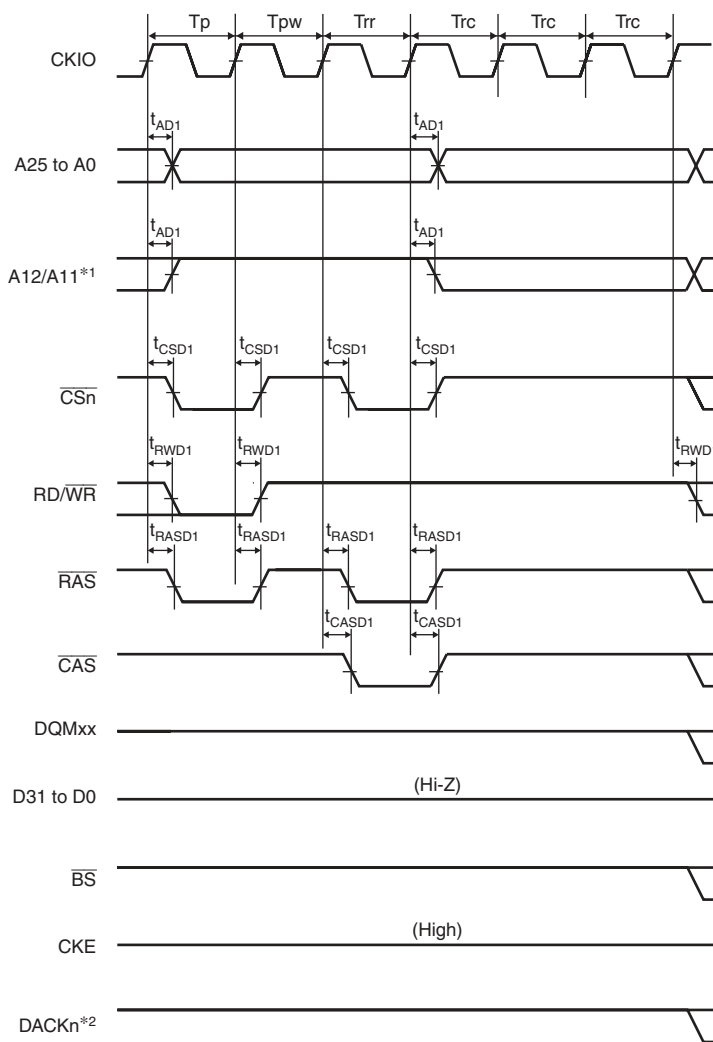 Tp Tpw Trr Trc Trc Trc
CKIO
tAD1 tAD1
A25 to A0
tAD1 tAD1
A12/A11*1
tCSD1 tCSD1 tCSD1 tCSD1
CSn
tRWD1 tRWD1 tRWD
RD/WR
tRASD1 tRASD1 tRASD1 tRASD1
RAS
tCASD1 tCASD1
CAS
DQMxx
(Hi-Z)
D31 to D0
BS
(High)
CKE
DACKn*2